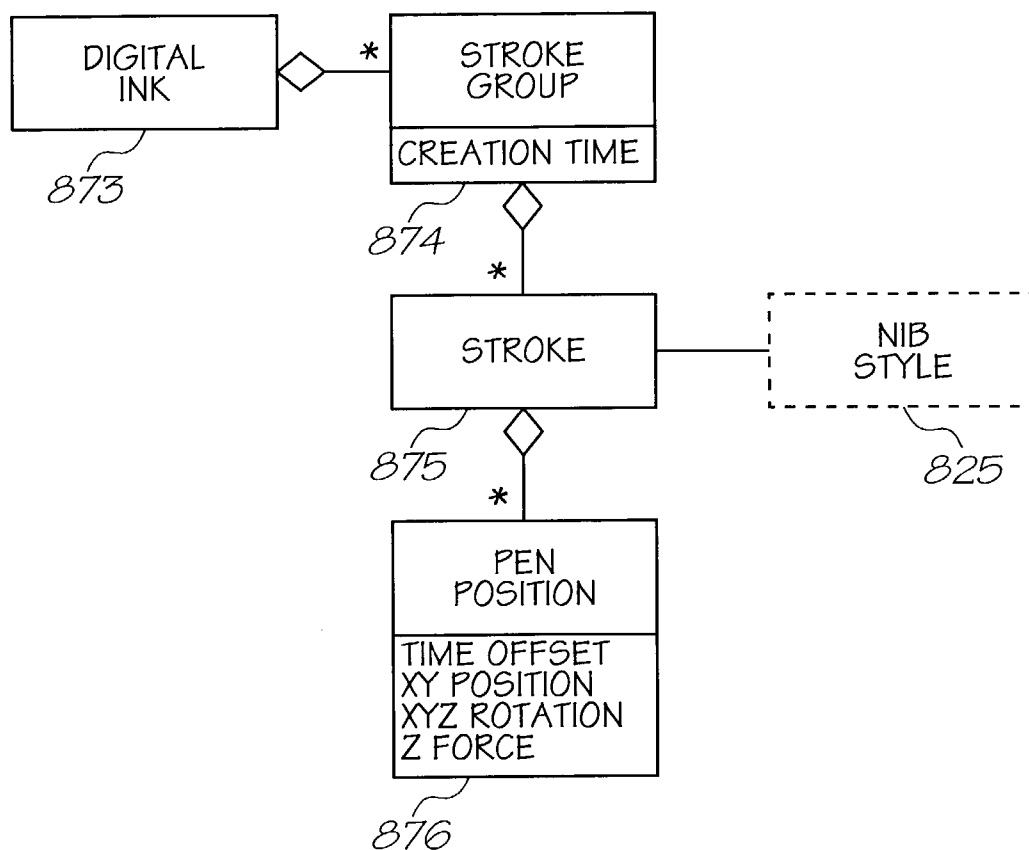 DIGITAL
INK
*
STROKE
GROUP
CREATION TIME
873
874
*
STROKE
NIB
STYLE
875
825
*
PEN
POSITION
TIME OFFSET
XY POSITION
XYZ ROTATION
Z FORCE
876